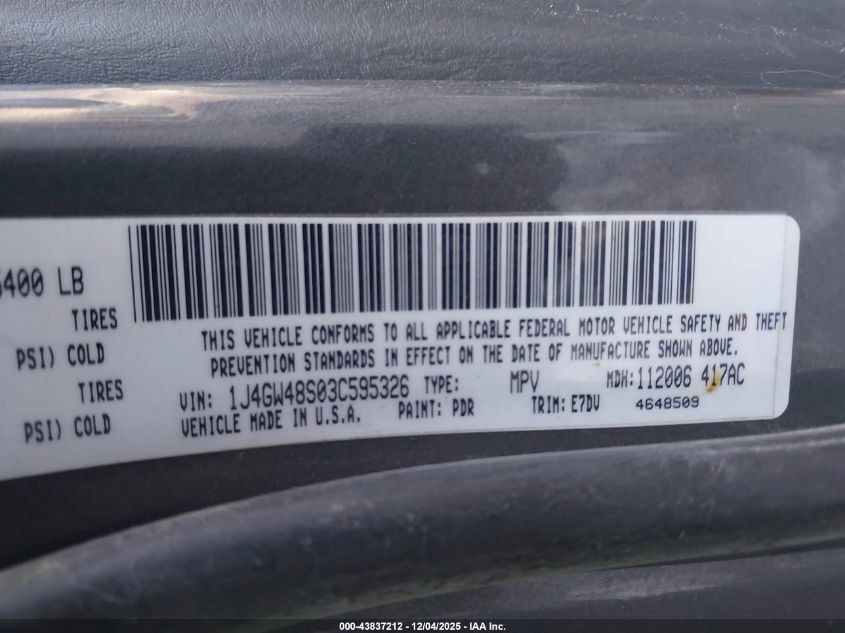 5400 LB
TIRES
PSI) COLD
PSI) COLD
THIS VEHICLE CONFORMS TO ALL APPLICABLE FEDERAL MOTOR VEHICLE SAFETY AND THEFT
PREVENTION STANDARDS IN EFFECT ON THE DATE OF MANUFACTURE SHOWN ABOVE.
VIN: 1J4GW48S03C595326 TYPE: MPV MDH:112006 417AC
VEHICLE MADE IN U.S.A. PAINT: PDR TRIM: E7DV 4648509
000-43837212 - 12/04/2025 - IAA Inc.